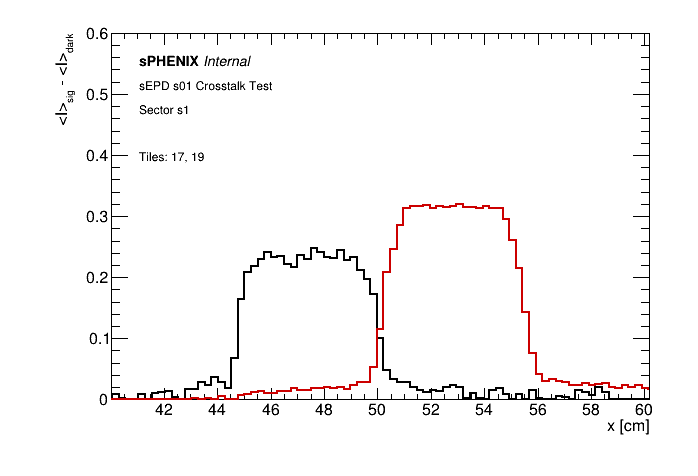 0.6
<I>sig - <I>dark
sPHENIX Internal
sEPD s01 Crosstalk Test
0.5
Sector s1
0.4
Tiles: 17, 19
0.3
0.2
0.1
0
42 44 46 48 50 52 54 56 58 60
x [cm]